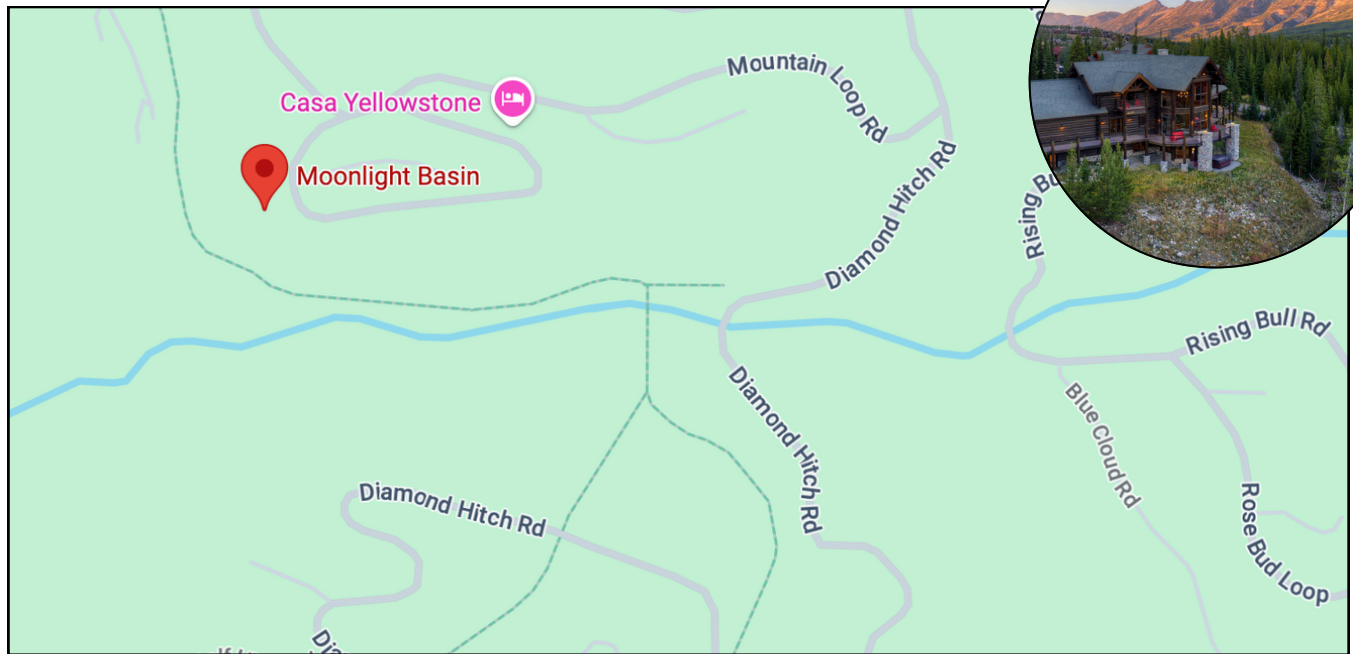 Mountain Loop Rd
Casa Yellowstone
Moonlight Basin
Diamond Hitch Rd
Rising Bull Rd
Diamond Hitch Rd
Blue Cloud Rd
Diamond Hitch Rd
Rose Bud Loop